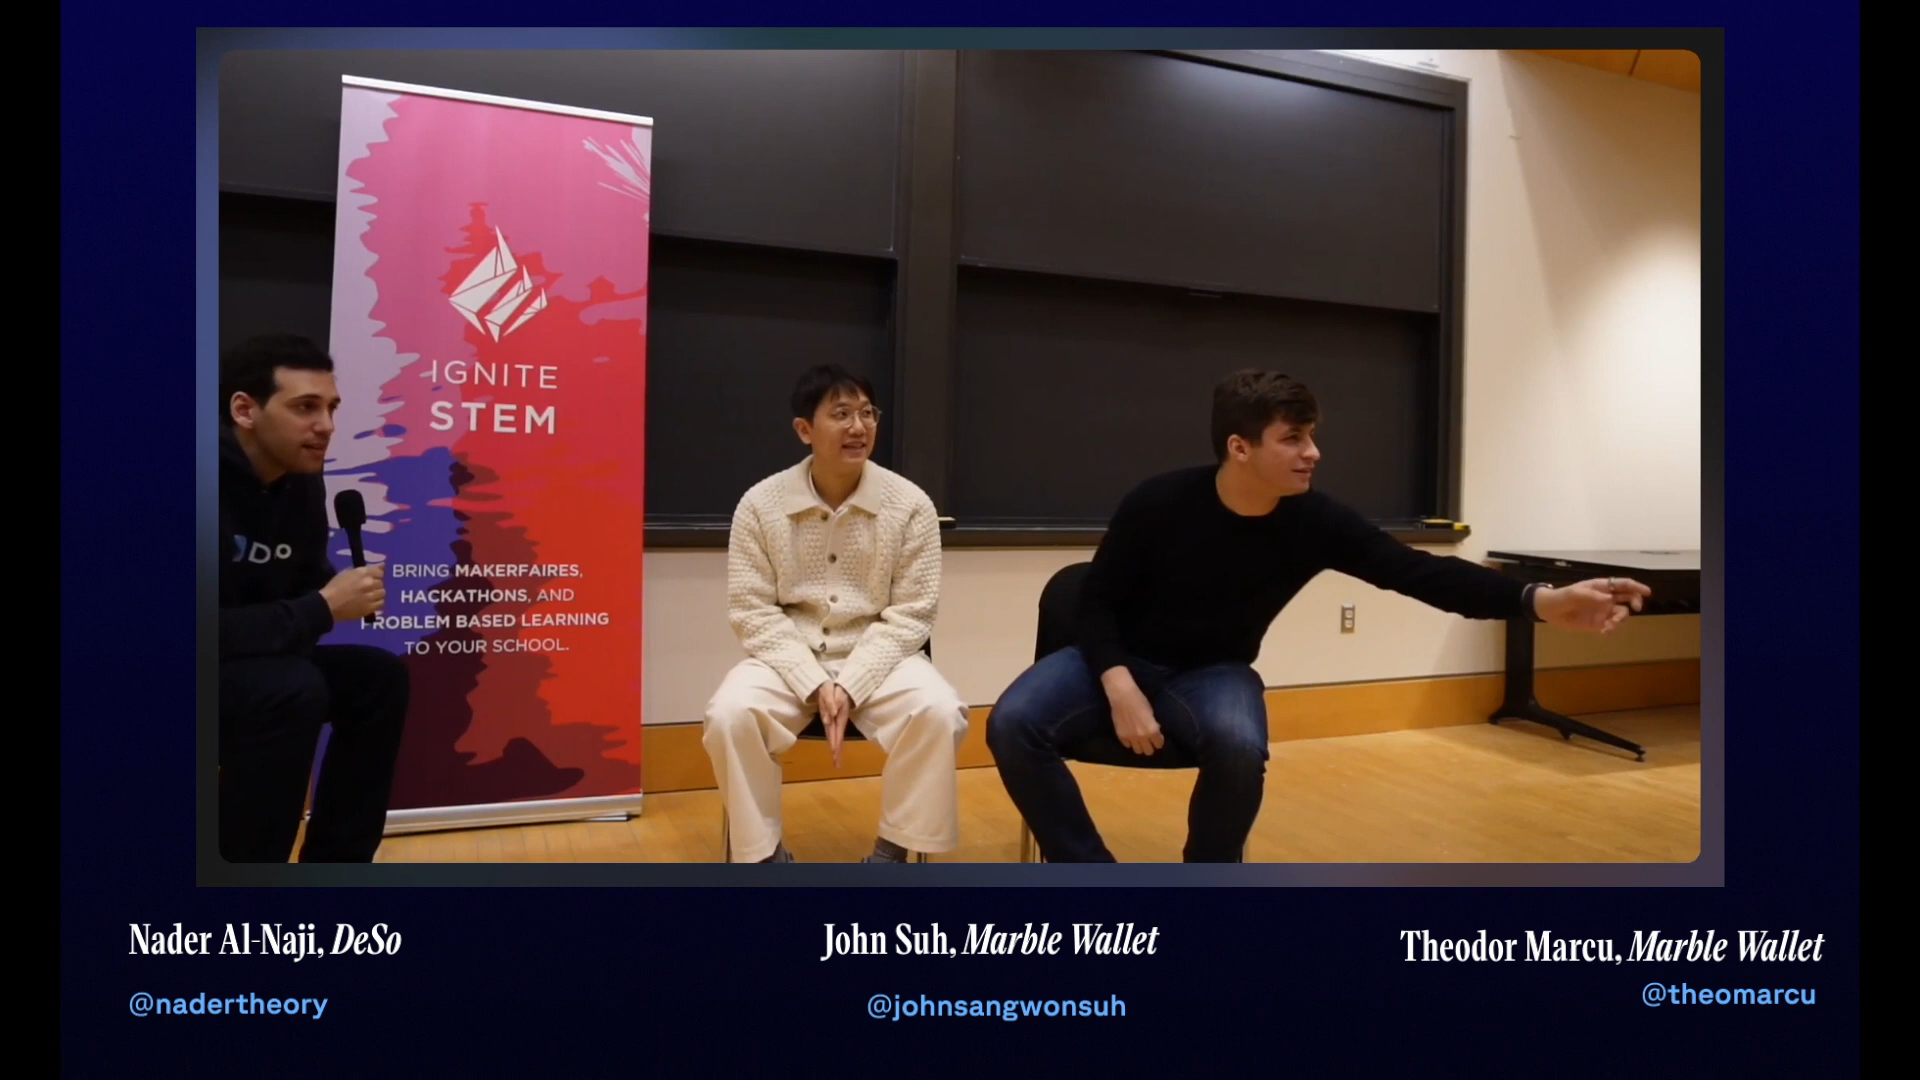 IGNITE
STEM
BRING MAKERFAIRES,
HACKATHONS, AND
PROBLEM BASED LEARNING
TO YOUR SCHOOL.
Nader Al-Naji, DeSo
John Suh, Marble Wallet
Theodor Marcu, Marble Wallet
@nadertheory
@johnsangwonsuh
@theomarcu